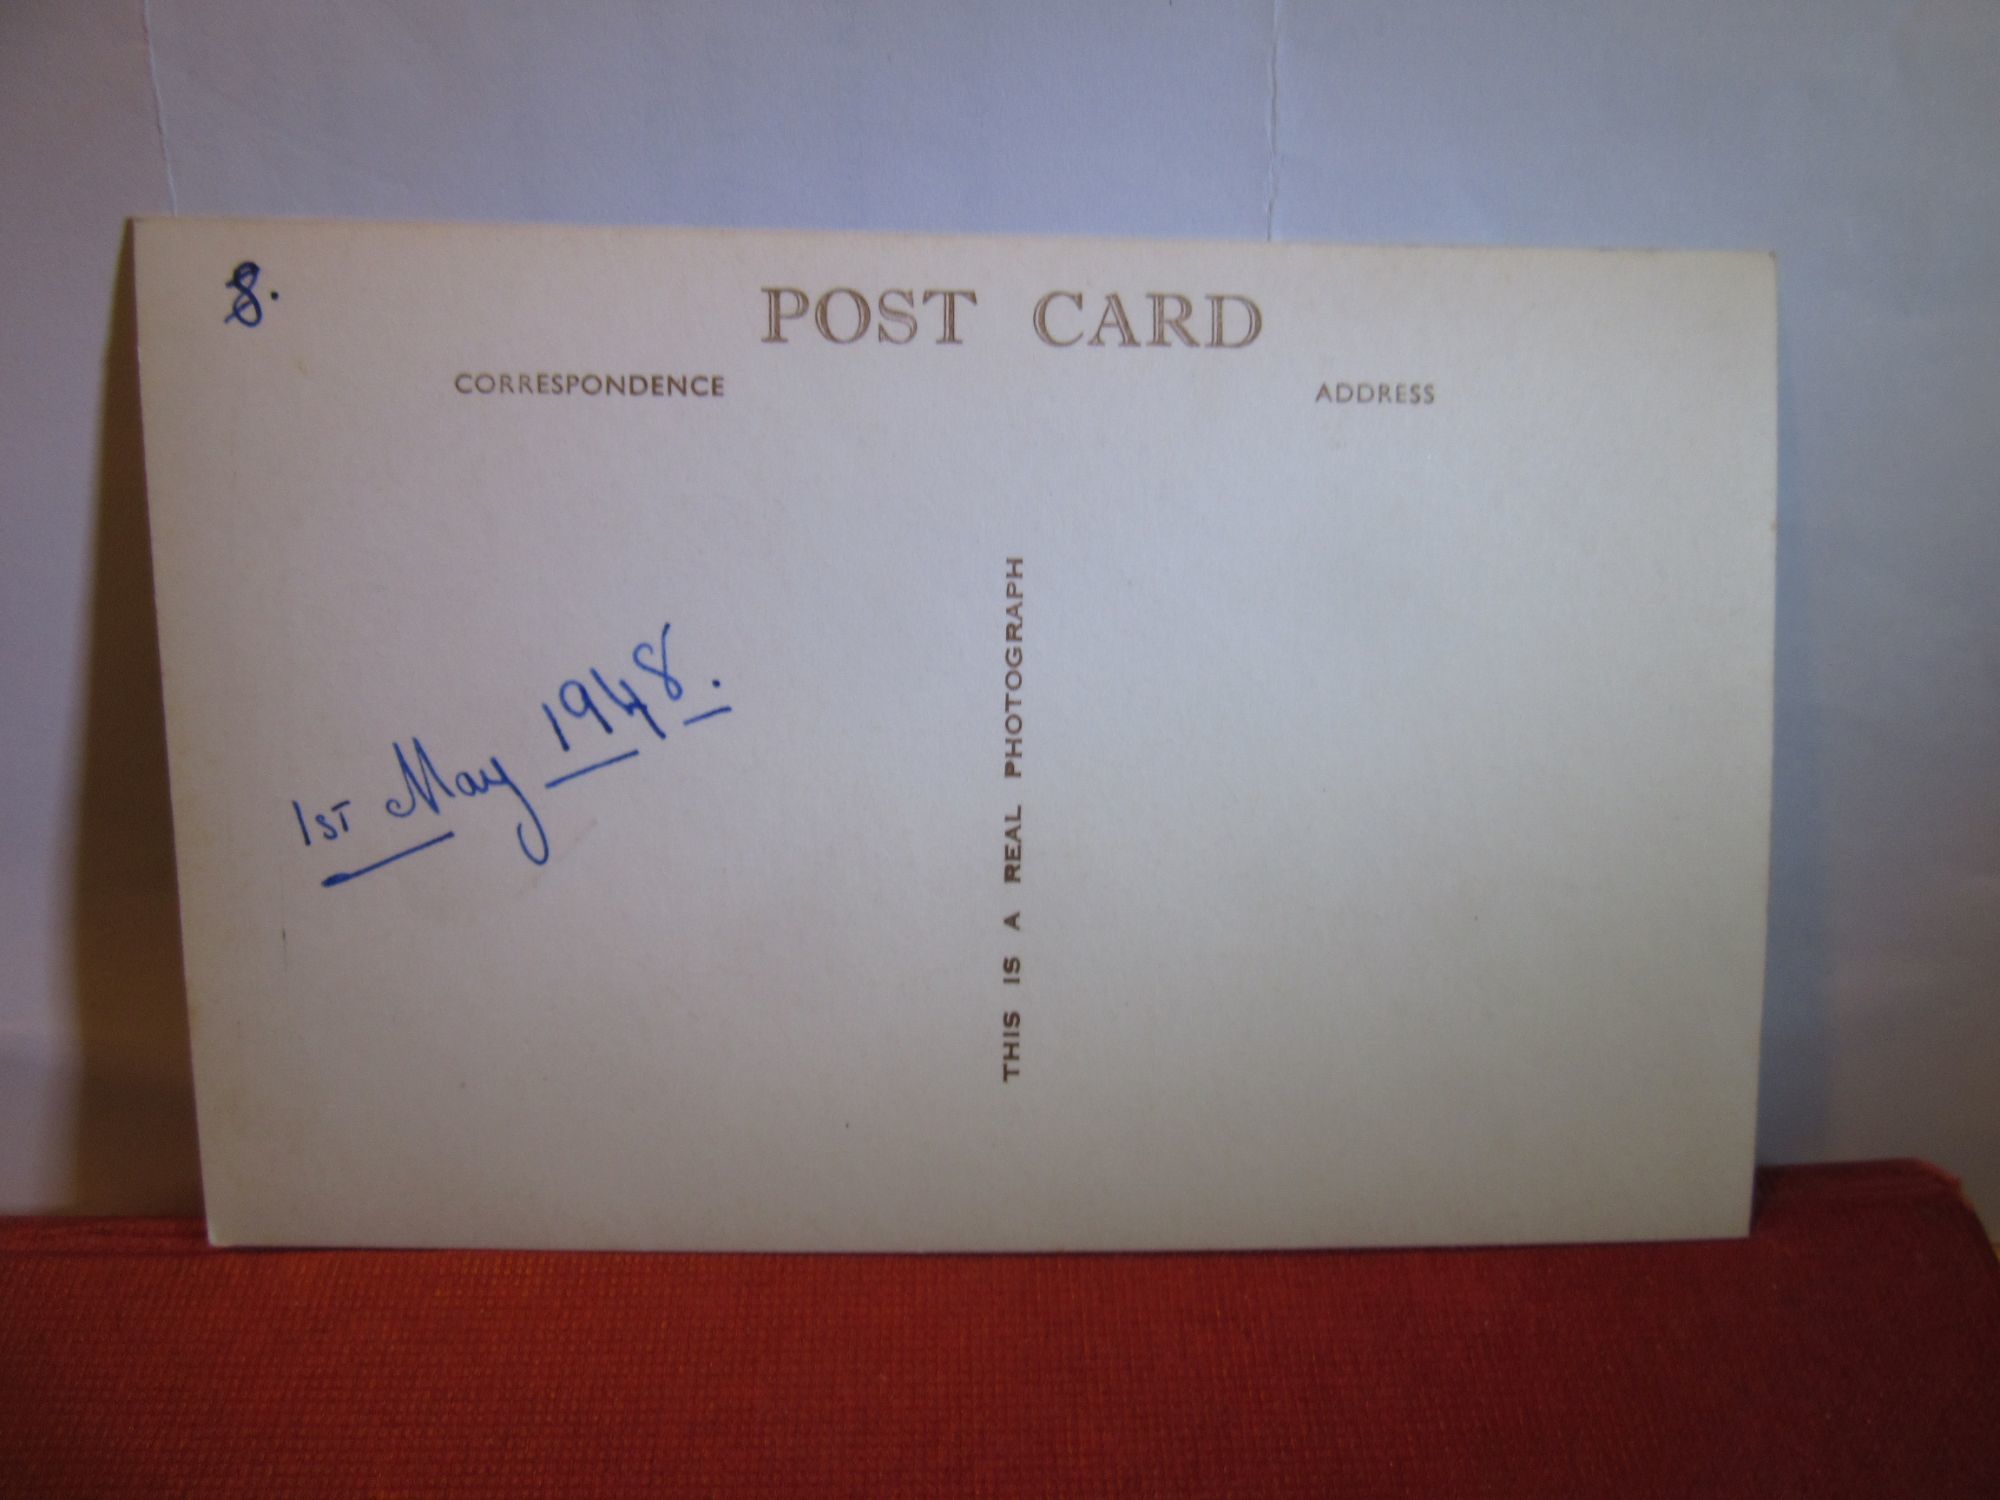 8.
POST CARD
CORRESPONDENCE
ADDRESS
1ST May 1948.
THIS IS A REAL PHOTOGRAPH